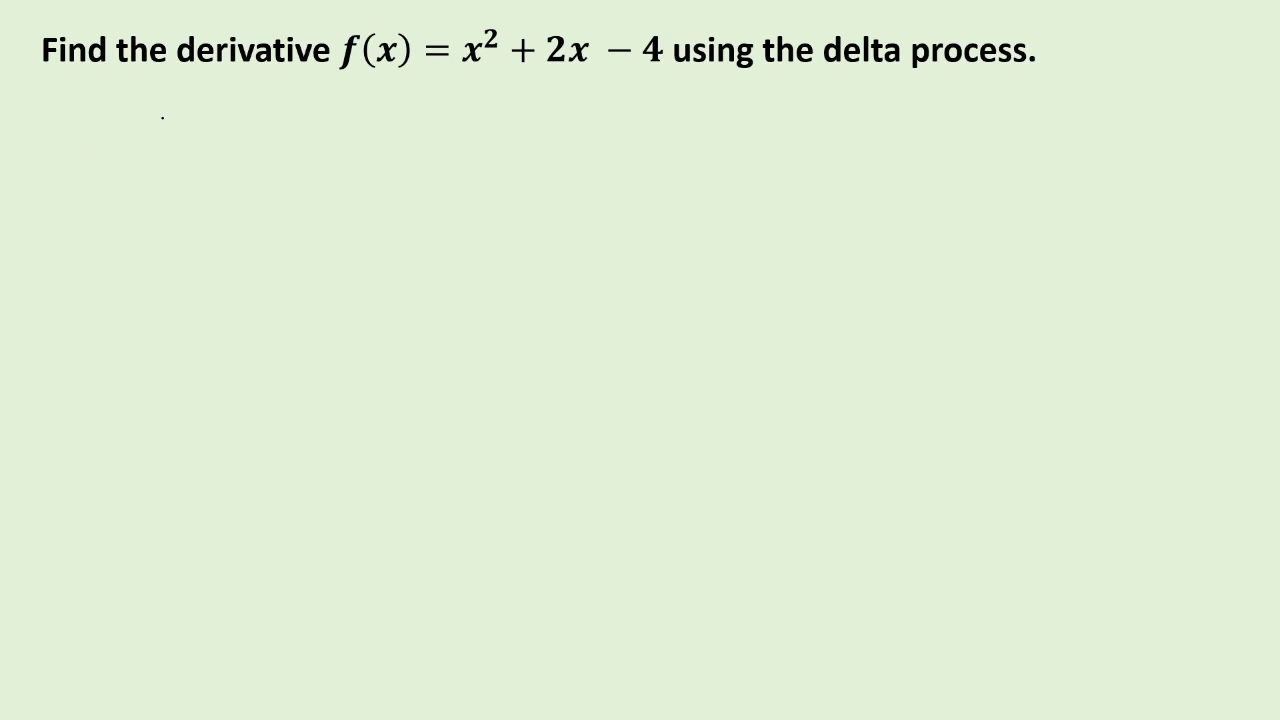 Find the derivative f(x) = x² + 2x − 4 using the delta process.